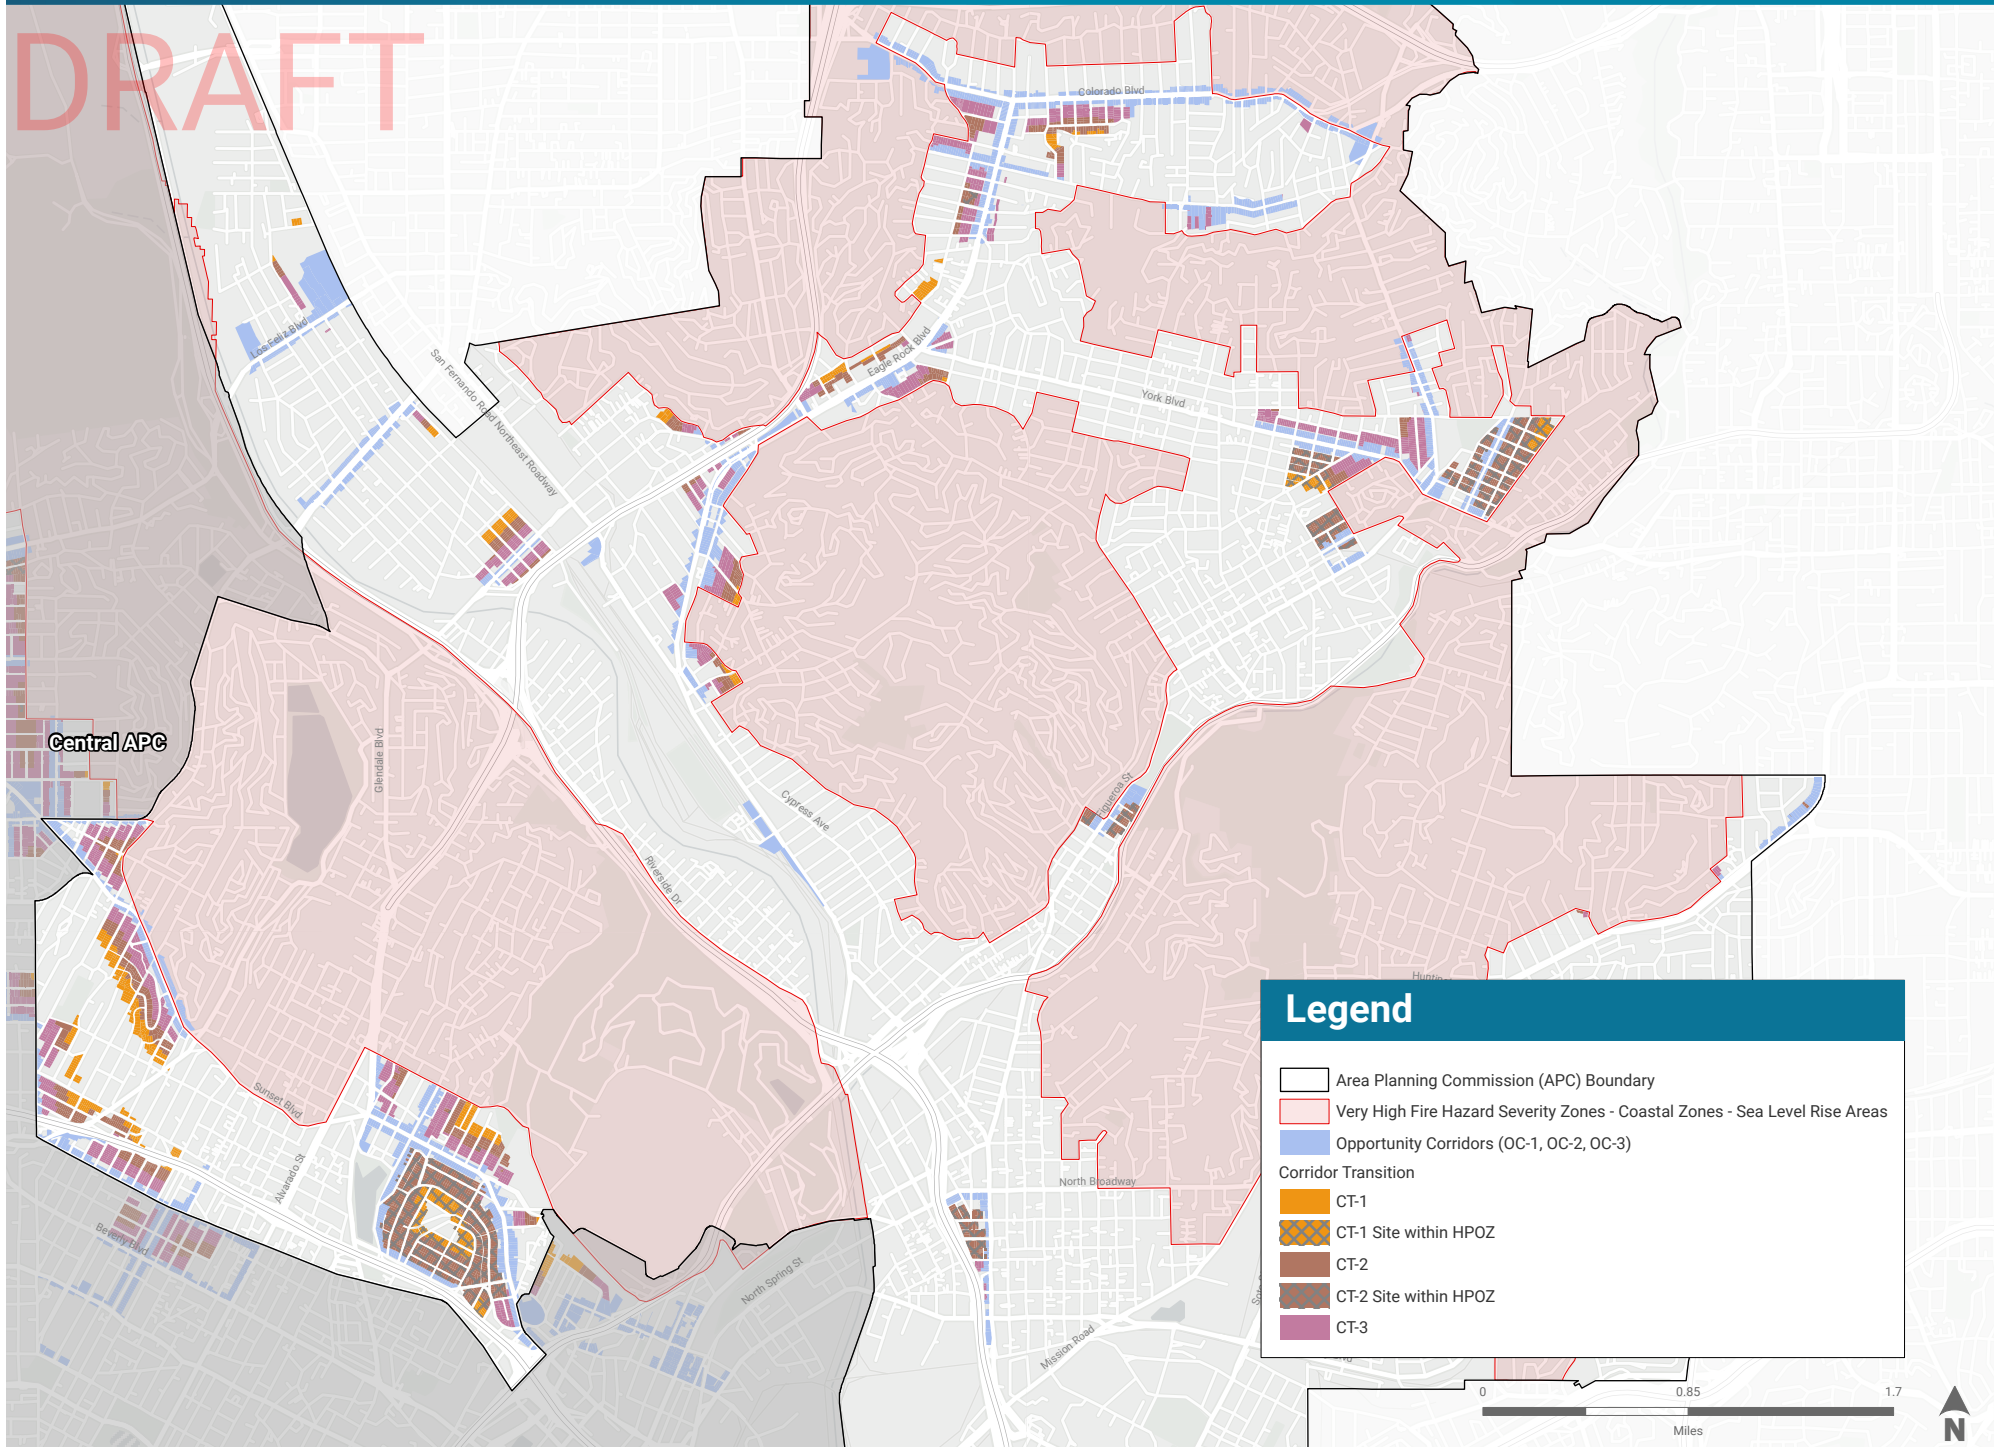 DRAFT
Colorado Blvd
Los Feliz Blvd
San Fernando Road Northeast Roadway
Eagle Rock Blvd
York Blvd
Central APC
Glendale Blvd
Cypress Ave
Figueroa St
Riverside Dr
Sunset Blvd
Alvarado St
Beverly Blvd
North Spring St
North Broadway
Mission Road
Legend
Area Planning Commission (APC) Boundary
Very High Fire Hazard Severity Zones - Coastal Zones - Sea Level Rise Areas
Opportunity Corridors (OC-1, OC-2, OC-3)
Corridor Transition
CT-1
CT-1 Site within HPOZ
CT-2
CT-2 Site within HPOZ
CT-3
0 0.85 1.7
Miles
N